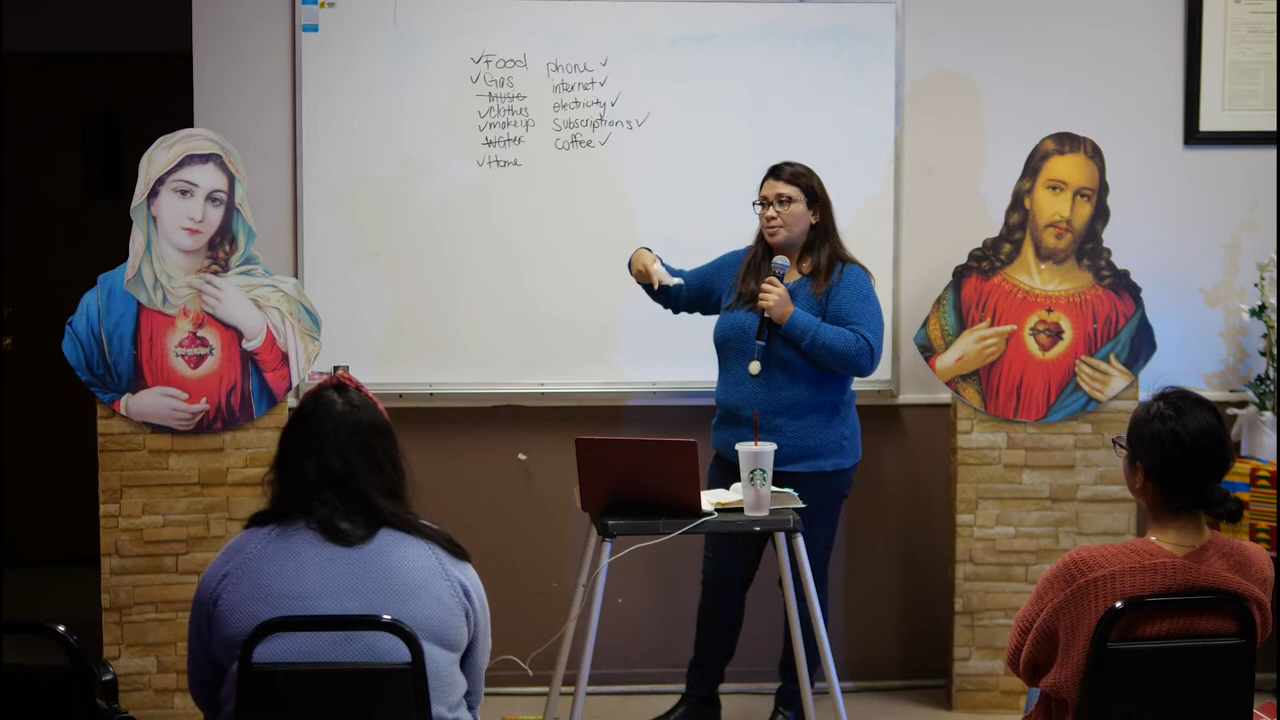 Food
Gas
Music
Clothes
makeup
Water
Home
phone
internet
electricity
Subscriptions
coffee